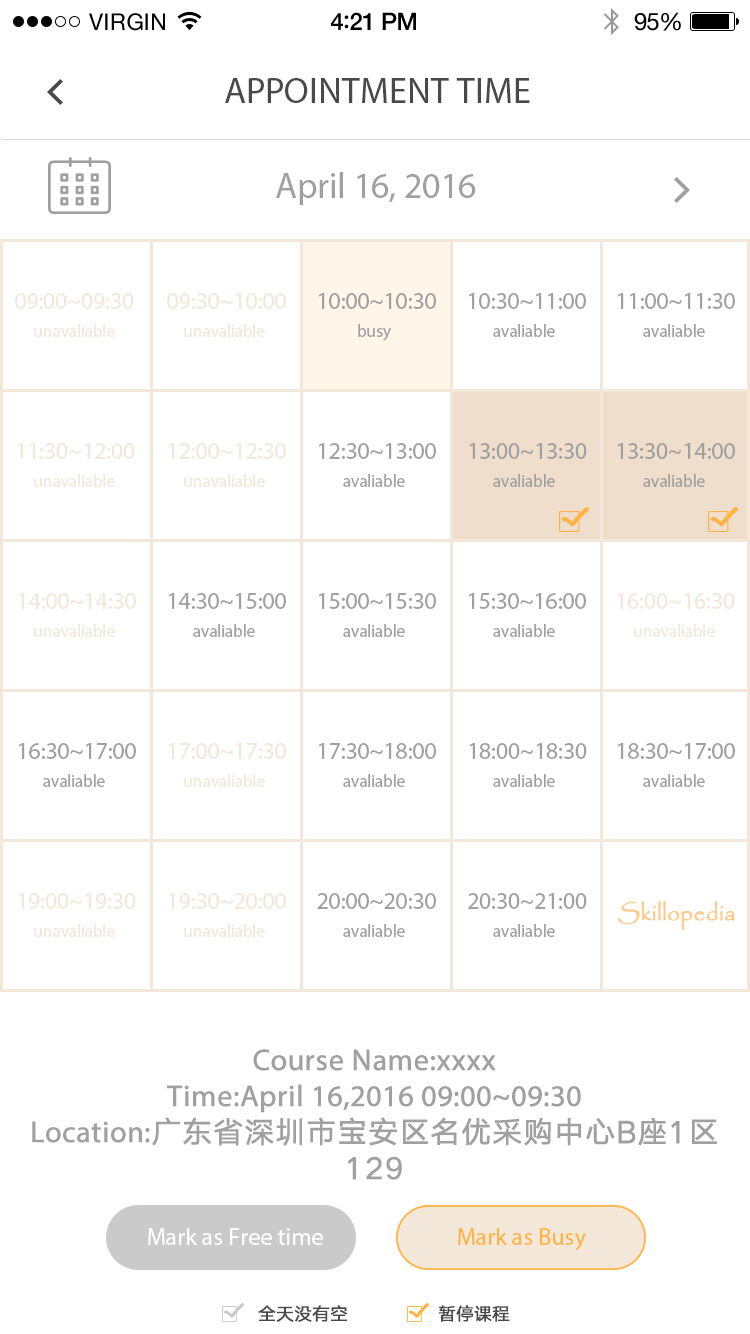 VIRGIN 4:21 PM 95%
APPOINTMENT TIME
April 16, 2016
09:00~09:30 09:30~10:00 10:00~10:30 10:30~11:00 11:00~11:30
unavaliable unavaliable busy avaliable avaliable
11:30~12:00 12:00~12:30 12:30~13:00 13:00~13:30 13:30~14:00
unavaliable unavaliable avaliable avaliable avaliable
14:00~14:30 14:30~15:00 15:00~15:30 15:30~16:00 16:00~16:30
unavaliable avaliable avaliable avaliable unavaliable
16:30~17:00 17:00~17:30 17:30~18:00 18:00~18:30 18:30~17:00
avaliable unavaliable avaliable avaliable avaliable
19:00~19:30 19:30~20:00 20:00~20:30 20:30~21:00 Skillopedia
unavaliable unavaliable avaliable avaliable
Course Name:xxxx
Time:April 16,2016 09:00~09:30
Location:广东省深圳市宝安区名优采购中心B座1区
129
Mark as Free time Mark as Busy
全天没有空 暂停课程